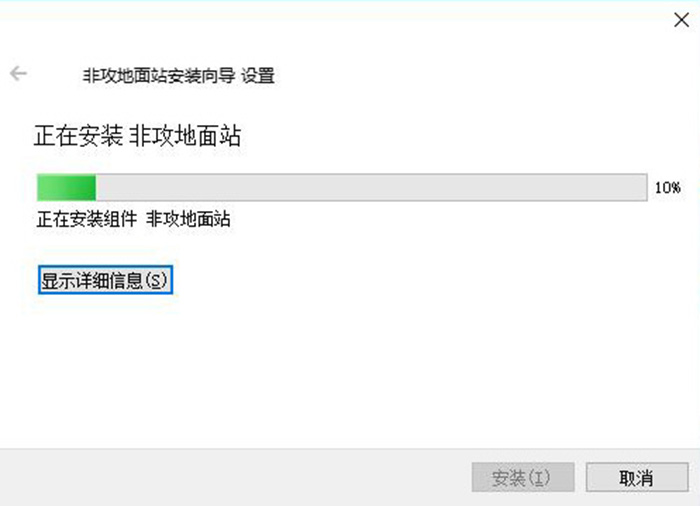 非攻地面站安装向导 设置
正在安装 非攻地面站
10%
正在安装组件 非攻地面站
显示详细信息(S)
安装(I)
取消